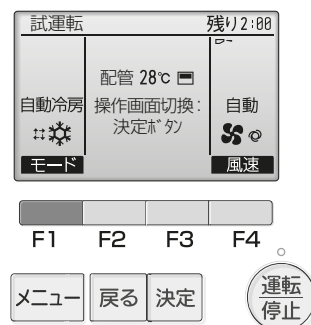 試運転 残り2:00
配管 28℃
自動冷房 操作画面切換: 自動
決定ボタン
モード 風速
F1 F2 F3 F4
メニュー 戻る 決定 運転
停止